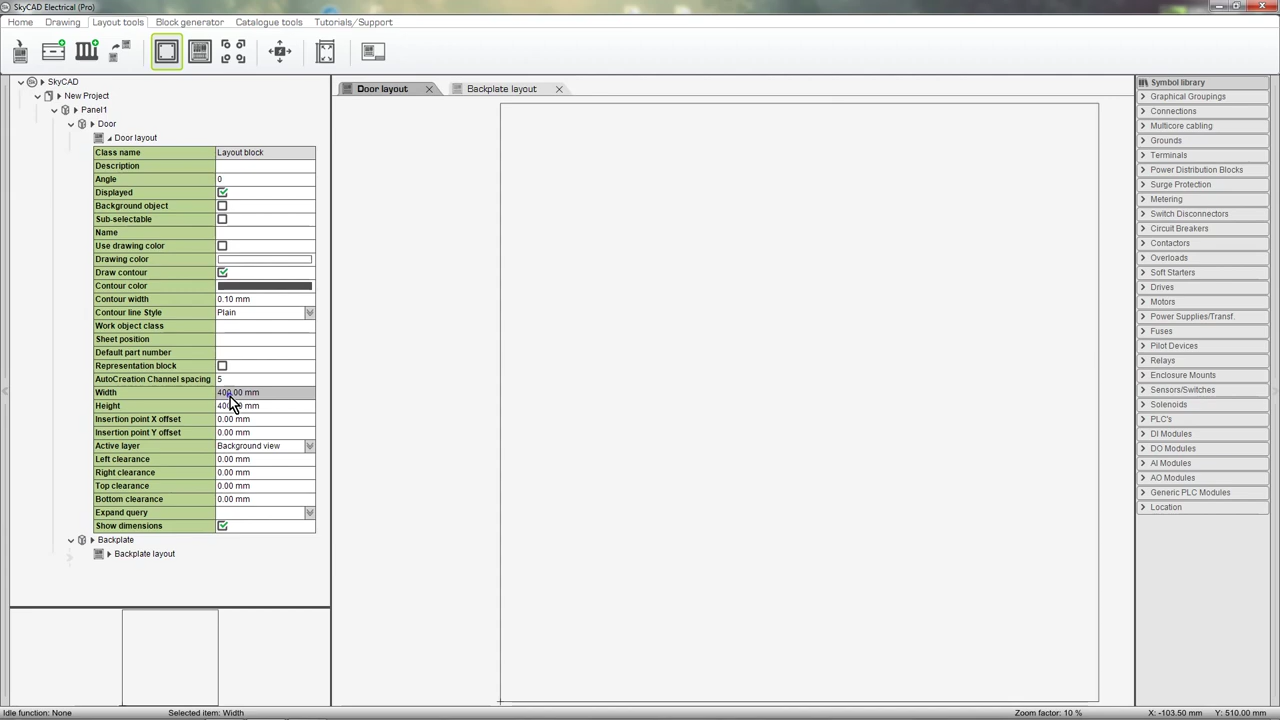 SkyCAD Electrical (Pro)
Home Drawing Layout tools Block generator Catalogue tools Tutorials/Support
SkyCAD
New Project
Panel1
Door
Door layout
Class name Layout block
Description
Angle 0
Displayed
Background object
Sub-selectable
Name
Use drawing color
Drawing color
Draw contour
Contour color
Contour width 0.10 mm
Contour line Style Plain
Work object class
Sheet position
Default part number
Representation block
AutoCreation Channel spacing 5
Width 400.00 mm
Height mm
Insertion point X offset 0.00 mm
Insertion point Y offset 0.00 mm
Active layer Background view
Left clearance 0.00 mm
Right clearance 0.00 mm
Top clearance 0.00 mm
Bottom clearance 0.00 mm
Expand query
Show dimensions
Backplate
Backplate layout
Door layout Backplate layout
Symbol library
Graphical Groupings
Connections
Multicore cabling
Grounds
Terminals
Power Distribution Blocks
Surge Protection
Metering
Switch Disconnectors
Circuit Breakers
Contactors
Overloads
Soft Starters
Drives
Motors
Power Supplies/Transf.
Fuses
Pilot Devices
Relays
Enclosure Mounts
Sensors/Switches
Solenoids
PLC's
DI Modules
DO Modules
AI Modules
AO Modules
Generic PLC Modules
Location
Idle function: None Selected item: Width Zoom factor: 10 % X: -103.50 mm Y: 510.00 mm